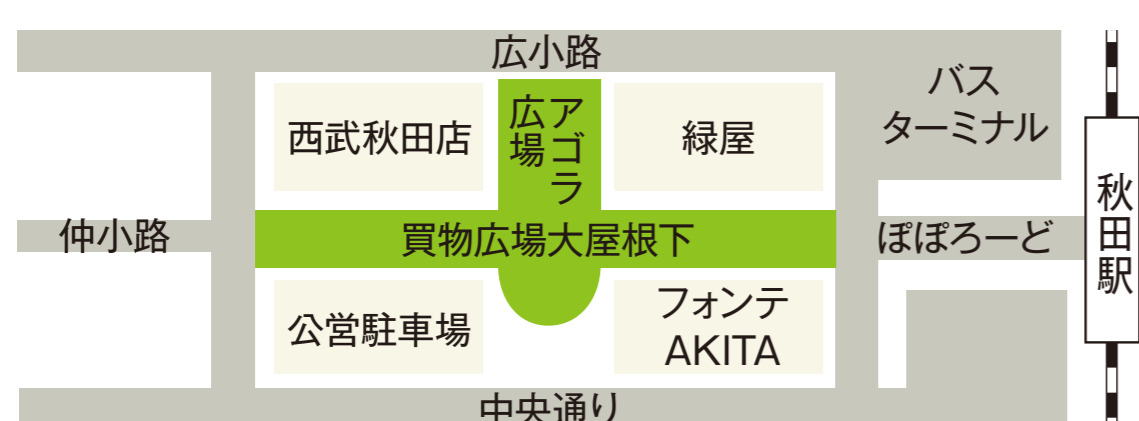 広小路
バス
ターミナル
西武秋田店
アゴラ
広場
緑屋
秋田駅
仲小路
買物広場大屋根下
ぽぽろーど
公営駐車場
フォンテ
AKITA
中央通り